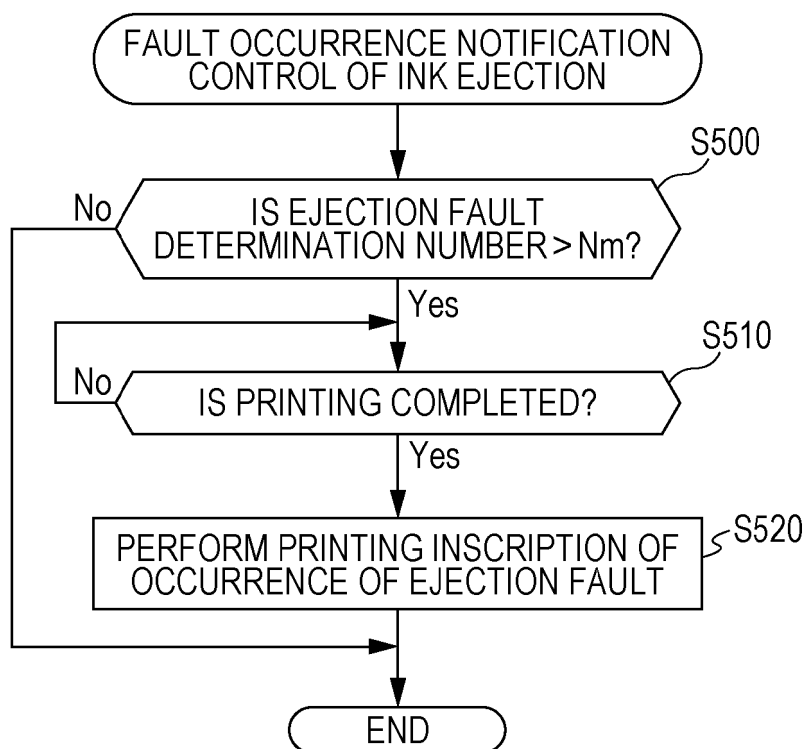 FAULT OCCURRENCE NOTIFICATION
CONTROL OF INK EJECTION
S500
No
IS EJECTION FAULT
DETERMINATION NUMBER > Nm?
Yes
S510
No
IS PRINTING COMPLETED?
Yes
S520
PERFORM PRINTING INSCRIPTION OF
OCCURRENCE OF EJECTION FAULT
END